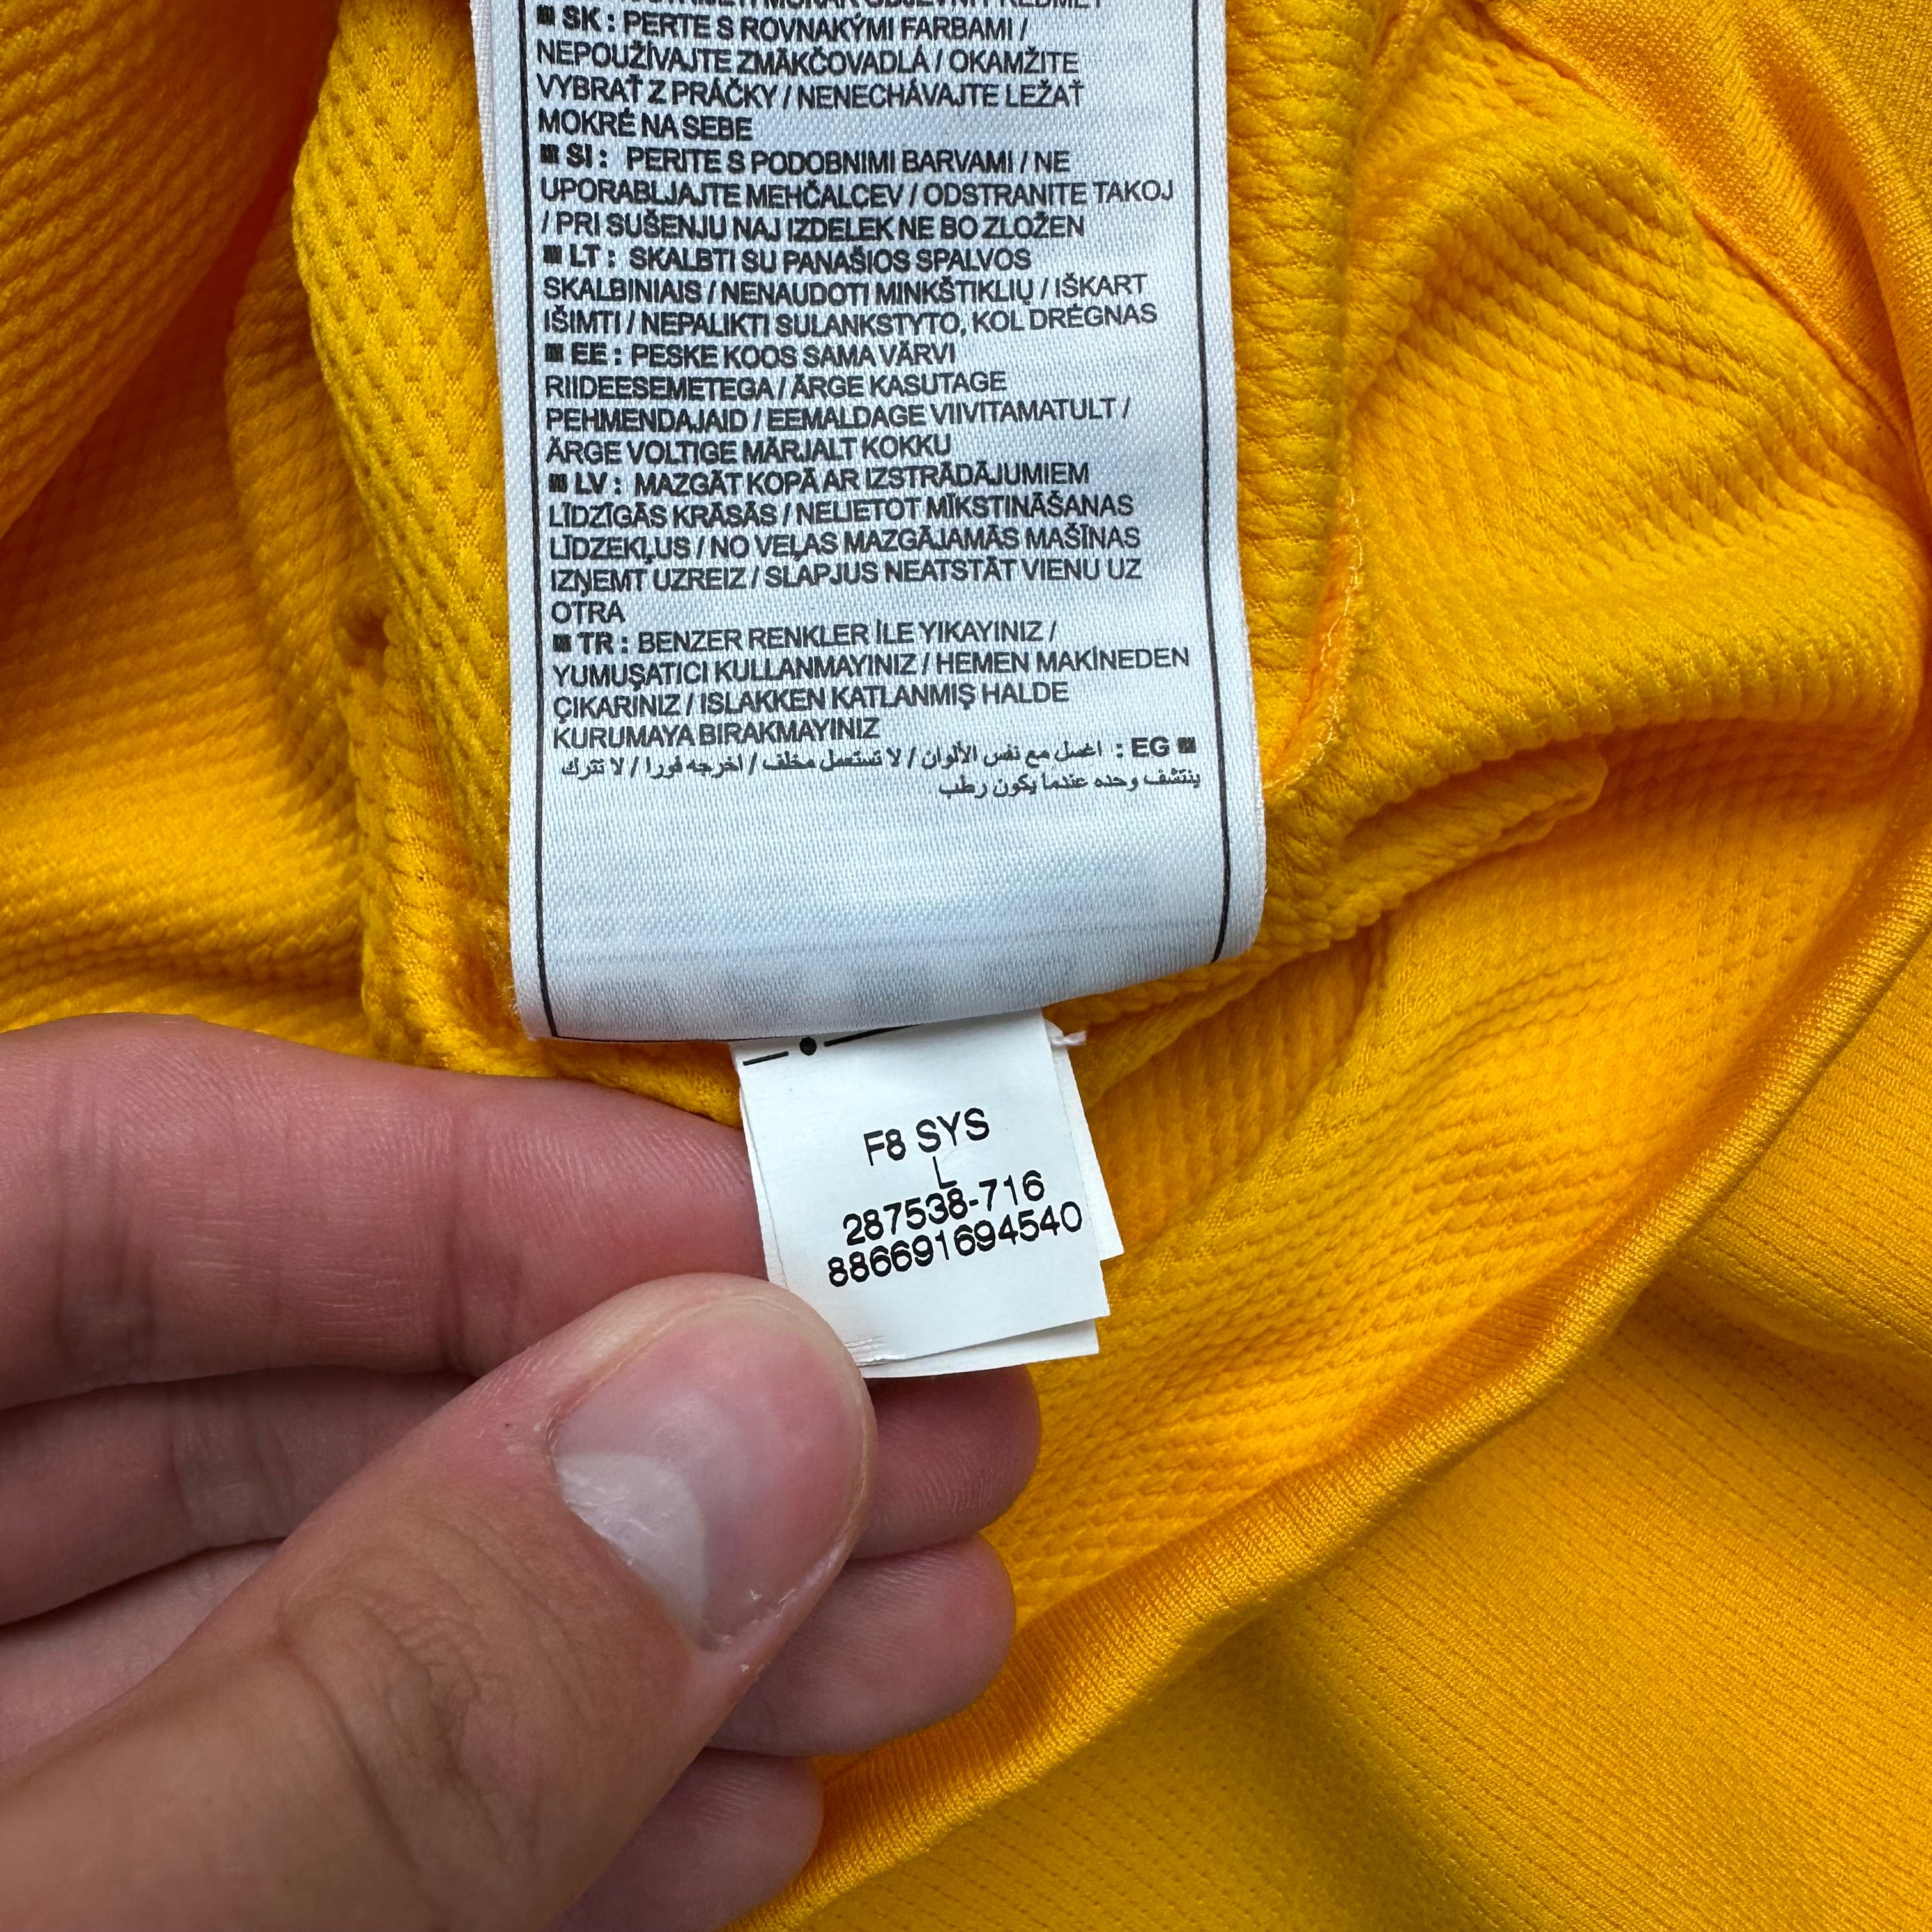 ■ SK : PERTE S ROVNAKÝMI FARBAMI /
NEPOUŽÍVAJTE ZMÄKČOVADLÁ / OKAMŽITE
VYBRAŤ Z PRÁČKY / NENECHÁVAJTE LEŽAŤ
MOKRÉ NA SEBE
■ SI : PERITE S PODOBNIMI BARVAMI / NE
UPORABLJAJTE MEHČALCEV / ODSTRANITE TAKOJ
/ PRI SUŠENJU NAJ IZDELEK NE BO ZLOŽEN
■ LT : SKALBTI SU PANAŠIOS SPALVOS
SKALBINIAIS / NENAUDOTI MINKŠTIKLIŲ / IŠKART
IŠIMTI / NEPALIKTI SULANKSTYTO, KOL DRĖGNAS
■ EE : PESKE KOOS SAMA VÄRVI
RIIDEESEMETEGA / ÄRGE KASUTAGE
PEHMENDAJAID / EEMALDAGE VIIVITAMATULT /
ÄRGE VOLTIGE MÄRJALT KOKKU
■ LV : MAZGĀT KOPĀ AR IZSTRĀDĀJUMIEM
LĪDZĪGĀS KRĀSĀS / NELIETOT MĪKSTINĀŠANAS
LĪDZEKĻUS / NO VEĻAS MAZGĀJAMĀS MAŠĪNAS
IZŅEMT UZREIZ / SLAPJUS NEATSTĀT VIENU UZ
OTRA
■ TR : BENZER RENKLER İLE YIKAYINIZ /
YUMUŞATICI KULLANMAYINIZ / HEMEN MAKİNEDEN
ÇIKARINIZ / ISLAKKEN KATLANMIŞ HALDE
KURUMAYA BIRAKMAYINIZ
■ EG : اغسل مع نفس الألوان / لا تستعمل مخلف / اخرجه فورا / لا تترك
ينتشف وحده عندما يكون رطب
F8 SYS
L
287538-716
886691694540